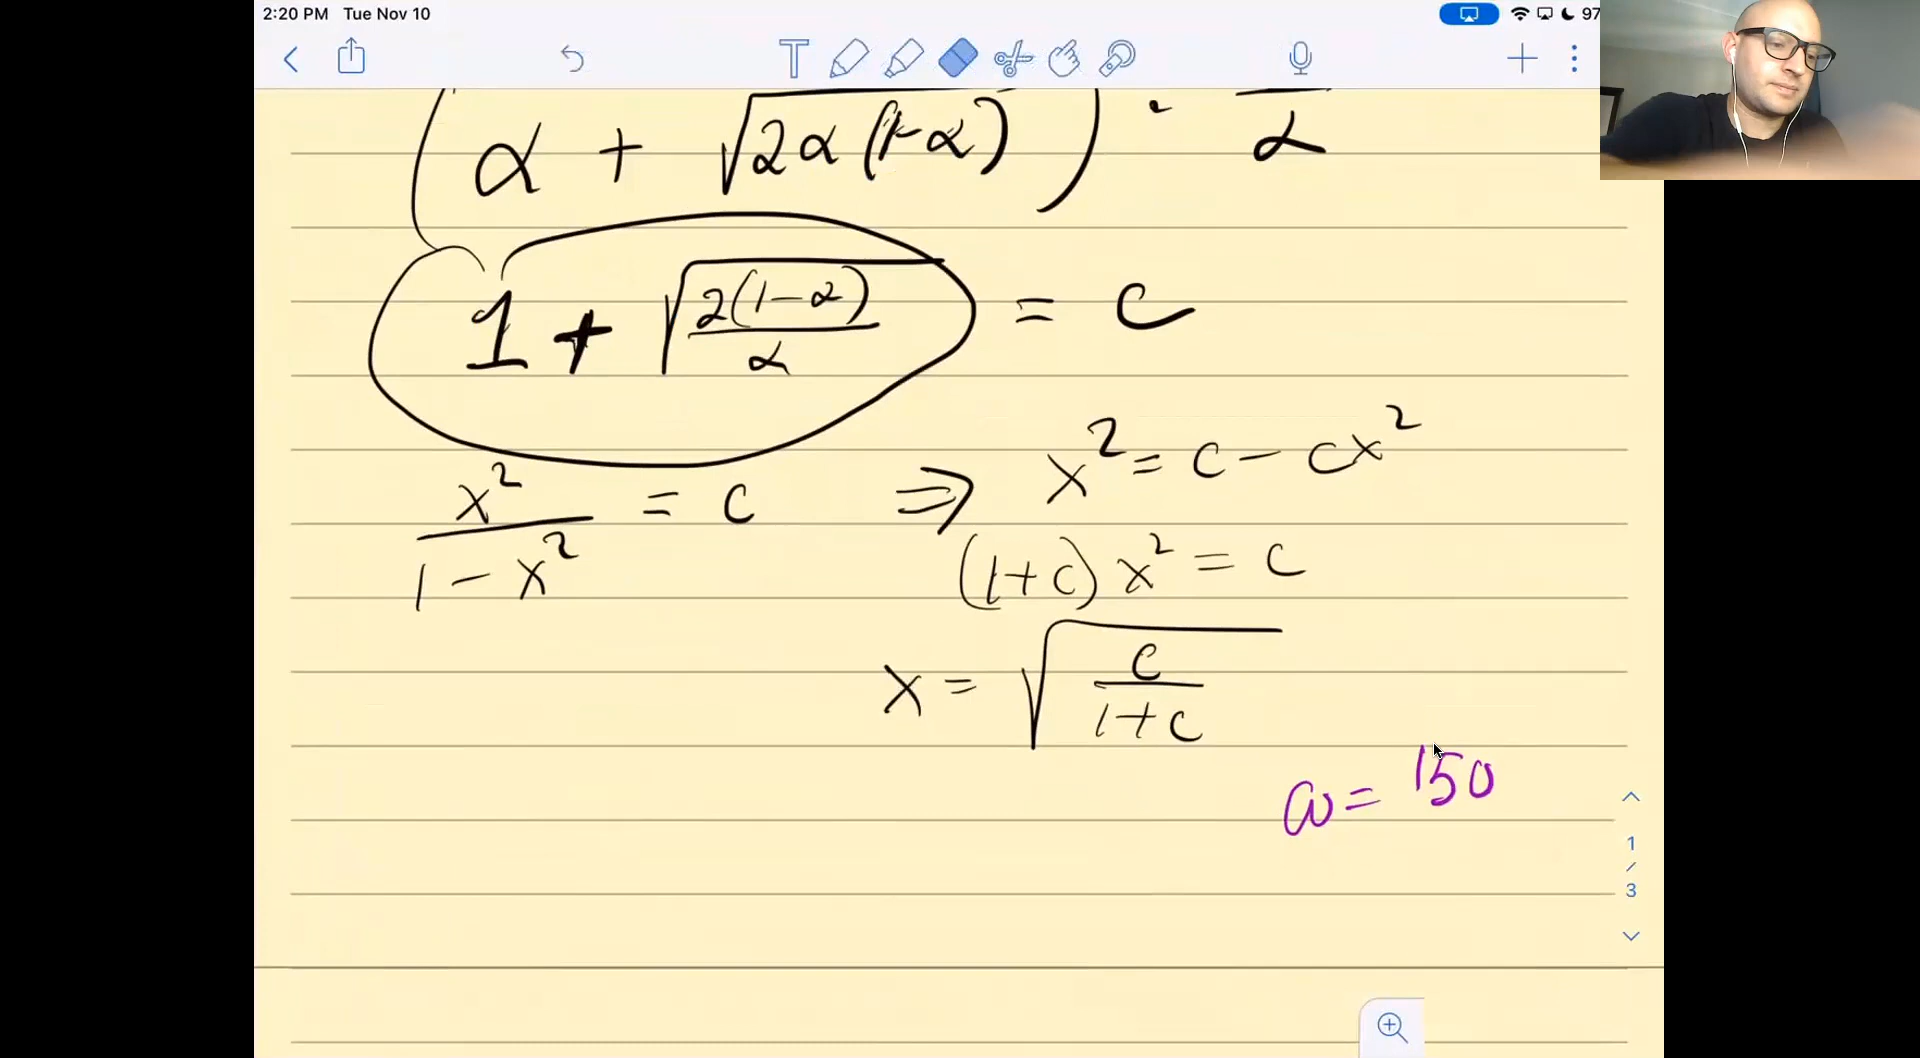 2:20 PM Tue Nov 10
97
α + √2α(1-α) ) · — / α
1 + √(2(1-α)/α) = c
x² = c - cx²
x² / (1 - x²) = c ⇒
(1+c) x² = c
x = √(c/(1+c))
ω = 150
1
/
3